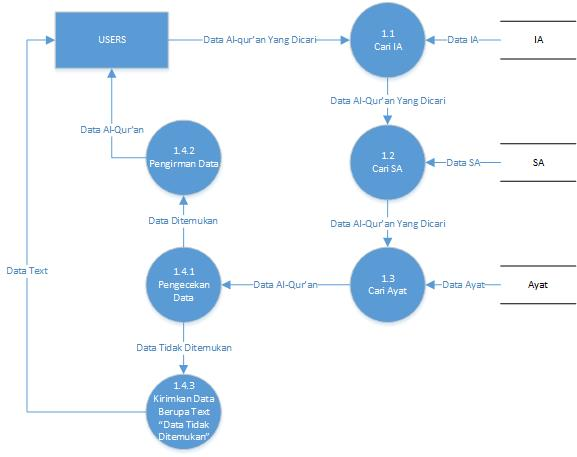 USERS
Data Al-qur'an Yang Dicari
1.1
Cari IA
Data IA
IA
Data Al-Qur'an Yang Dicari
Data Al-Qur'an
1.4.2
Pengirman Data
1.2
Cari SA
Data SA
SA
Data Ditemukan
Data Al-Qur'an Yang Dicari
Data Text
1.4.1
Pengecekan
Data
Data Al-Qur'an
1.3
Cari Ayat
Data Ayat
Ayat
Data Tidak Ditemukan
1.4.3
Kirimkan Data
Berupa Text
"Data Tidak
Ditemukan"